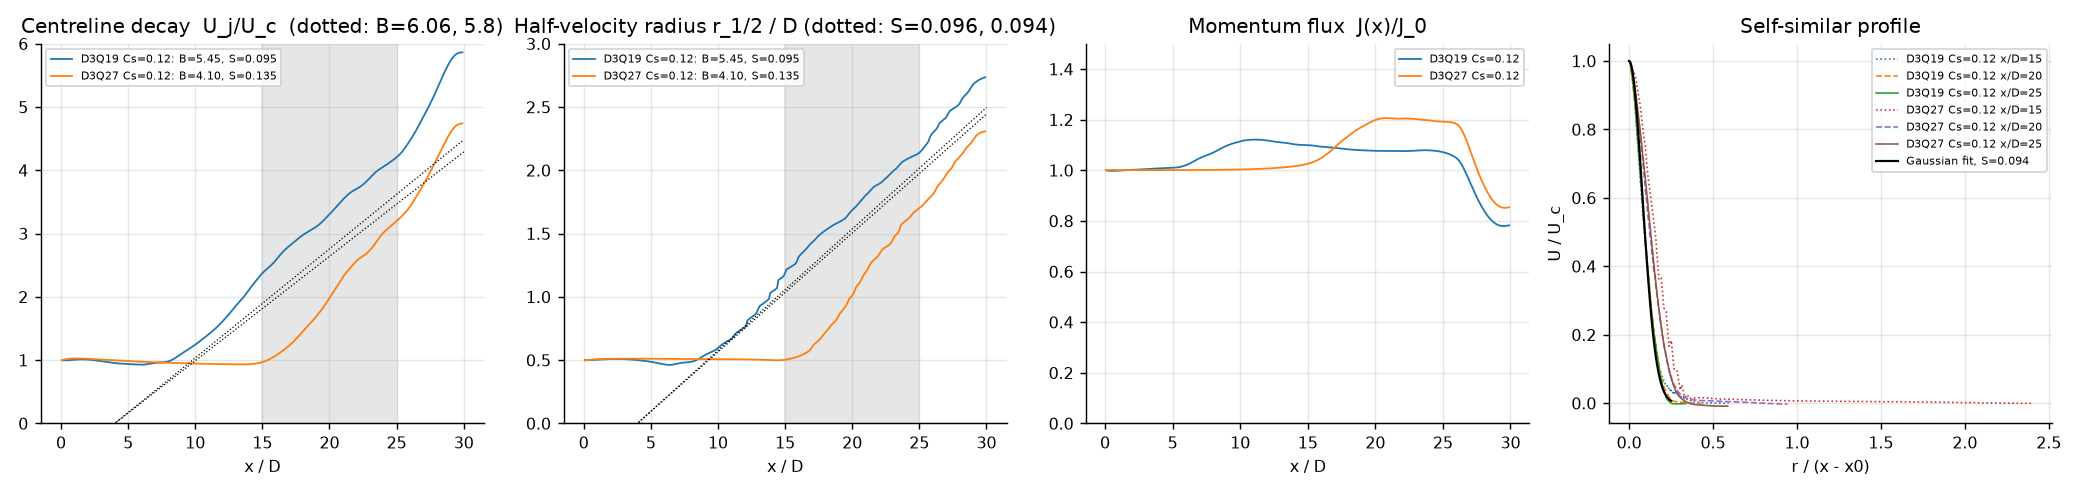 Centreline decay  U_j/U_c  (dotted: B=6.06, 5.8)
D3Q19 Cs=0.12: B=5.45, S=0.095
D3Q27 Cs=0.12: B=4.10, S=0.135
6
5
4
3
2
1
0
0 5 10 15 20 25 30
x / D
Half-velocity radius r_1/2 / D (dotted: S=0.096, 0.094)
D3Q19 Cs=0.12: B=5.45, S=0.095
D3Q27 Cs=0.12: B=4.10, S=0.135
3.0
2.5
2.0
1.5
1.0
0.5
0.0
0 5 10 15 20 25 30
x / D
Momentum flux  J(x)/J_0
D3Q19 Cs=0.12
D3Q27 Cs=0.12
1.4
1.2
1.0
0.8
0.6
0.4
0.2
0.0
0 5 10 15 20 25 30
x / D
Self-similar profile
D3Q19 Cs=0.12 x/D=15
D3Q19 Cs=0.12 x/D=20
D3Q19 Cs=0.12 x/D=25
D3Q27 Cs=0.12 x/D=15
D3Q27 Cs=0.12 x/D=20
D3Q27 Cs=0.12 x/D=25
Gaussian fit, S=0.094
U / U_c
1.0
0.8
0.6
0.4
0.2
0.0
0.0 0.5 1.0 1.5 2.0 2.5
r / (x - x0)